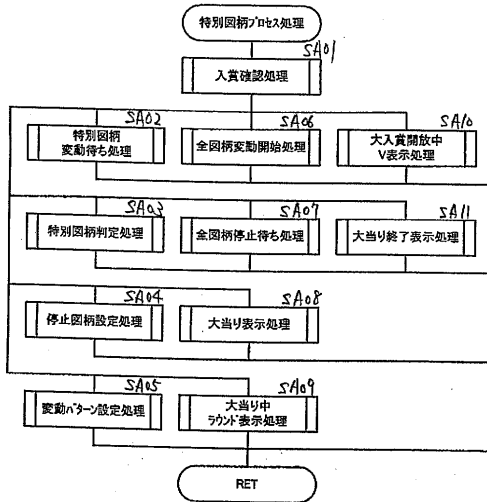 特別図柄プロセス処理
SA01
入賞確認処理
SA02
特別図柄
変動待ち処理
SA06
全図柄変動開始処理
SA10
大入賞開放中
V表示処理
SA03
特別図柄判定処理
SA07
全図柄停止待ち処理
SA11
大当り終了表示処理
SA04
停止図柄設定処理
SA08
大当り表示処理
SA05
変動パターン設定処理
SA09
大当り中
ラウンド表示処理
RET